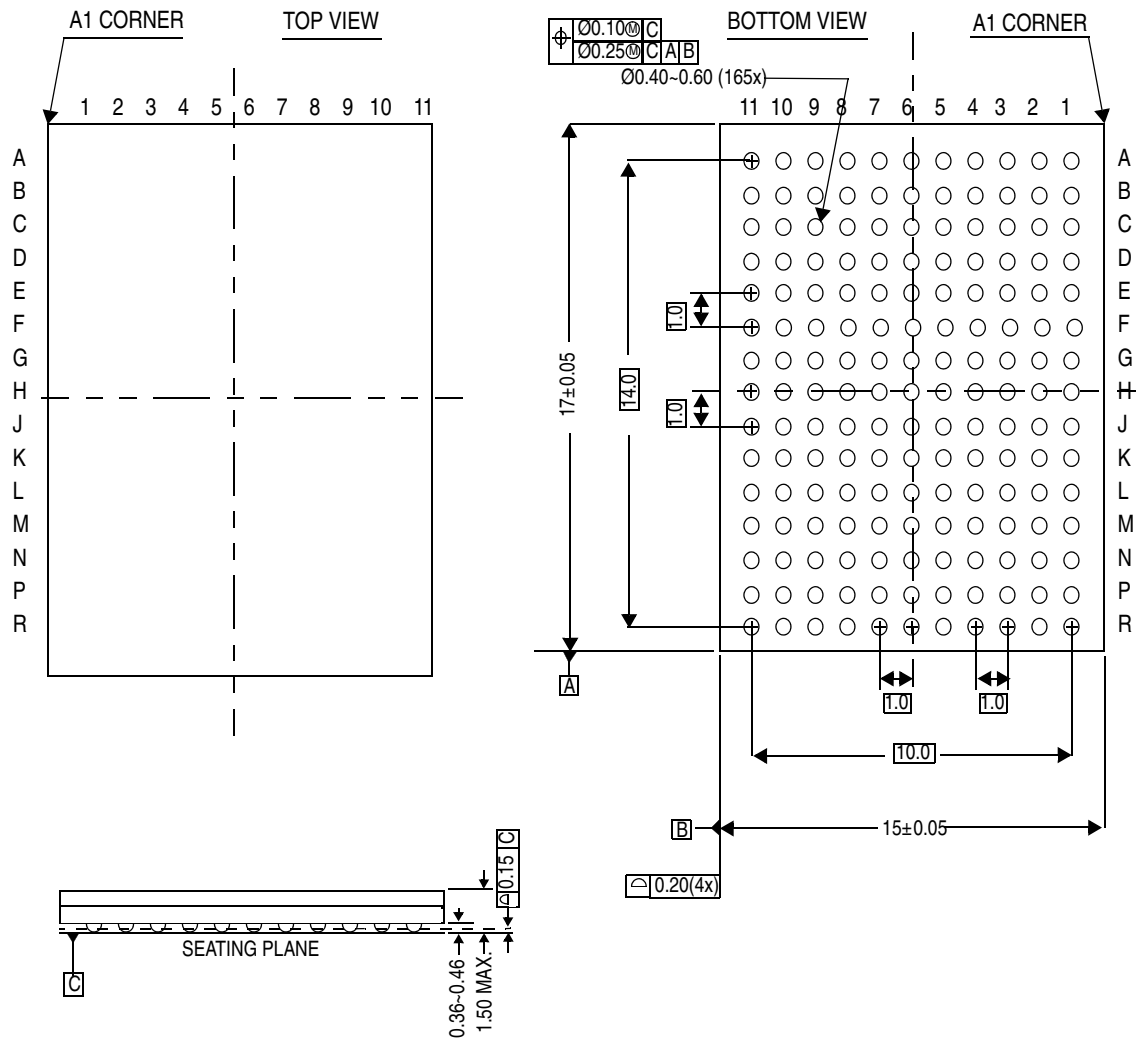 A1 CORNER
TOP VIEW
1 2 3 4 5 6 7 8 9 10 11
A
B
C
D
E
F
G
H
J
K
L
M
N
P
R
Ø0.10Ⓜ C
Ø0.25Ⓜ C A B
BOTTOM VIEW
A1 CORNER
Ø0.40~0.60 (165x)
11 10 9 8 7 6 5 4 3 2 1
A
B
C
D
E
F
G
H
J
K
L
M
N
P
R
1.0
1.0
14.0
17±0.05
A
1.0
1.0
10.0
B
15±0.05
0.20(4x)
0.15 C
SEATING PLANE
C
0.36~0.46
1.50 MAX.